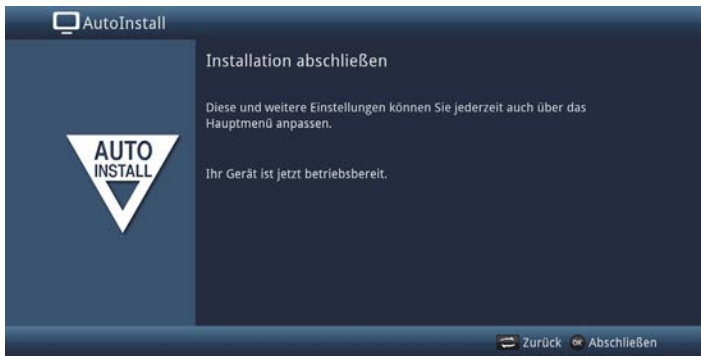 AutoInstall
Installation abschließen
Diese und weitere Einstellungen können Sie jederzeit auch über das
Hauptmenü anpassen.
AUTO
INSTALL
Ihr Gerät ist jetzt betriebsbereit.
Zurück OK Abschließen